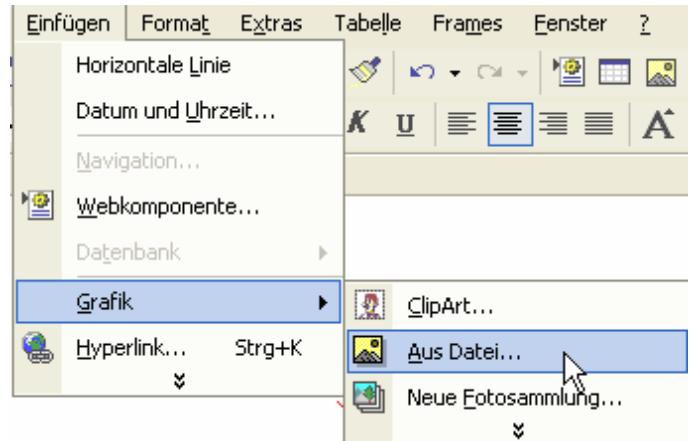 Einfügen Format Extras Tabelle Frames Fenster ?
Horizontale Linie
Datum und Uhrzeit...
K U A
Navigation...
Webkomponente...
Datenbank
Grafik
ClipArt...
Hyperlink... Strg+K
Aus Datei...
Neue Fotosammlung...